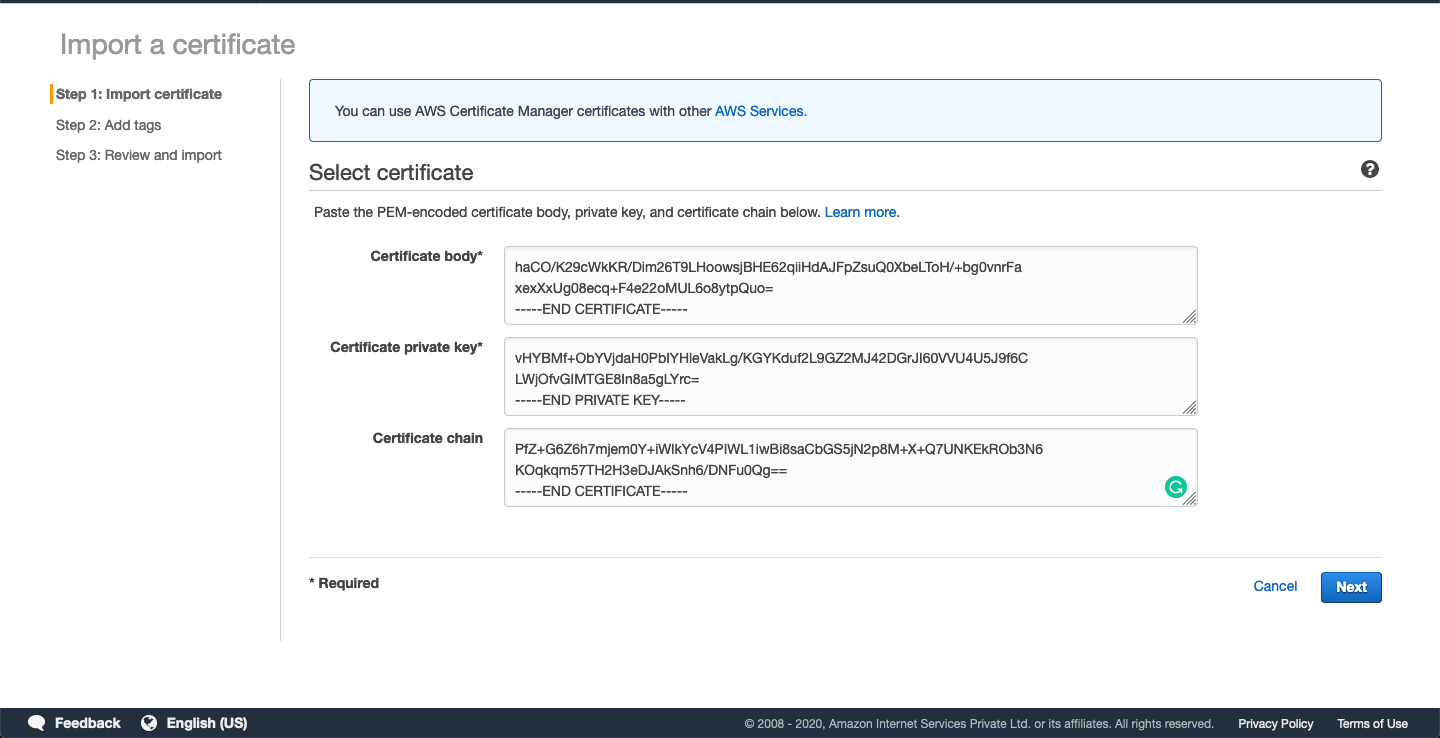 Import a certificate
Step 1: Import certificate
Step 2: Add tags
Step 3: Review and import
You can use AWS Certificate Manager certificates with other AWS Services.
Select certificate
?
Paste the PEM-encoded certificate body, private key, and certificate chain below. Learn more.
Certificate body*
haCO/K29cWkKR/Dim26T9LHoowsjBHE62qiiHdAJFpZsuQ0XbeLToH/+bg0vnrFa
xexXxUg08ecq+F4e22oMUL6o8ytpQuo=
-----END CERTIFICATE-----
Certificate private key*
vHYBMf+ObYVjdaH0PbIYHleVakLg/KGYKduf2L9GZ2MJ42DGrJI60VVU4U5J9f6C
LWjOfvGIMTGE8In8a5gLYrc=
-----END PRIVATE KEY-----
Certificate chain
PfZ+G6Z6h7mjem0Y+iWlkYcV4PIWL1iwBi8saCbGS5jN2p8M+X+Q7UNKEkROb3N6
KOqkqm57TH2H3eDJAkSnh6/DNFu0Qg==
-----END CERTIFICATE-----
* Required
Cancel
Next
Feedback
English (US)
© 2008 - 2020, Amazon Internet Services Private Ltd. or its affiliates. All rights reserved.
Privacy Policy
Terms of Use